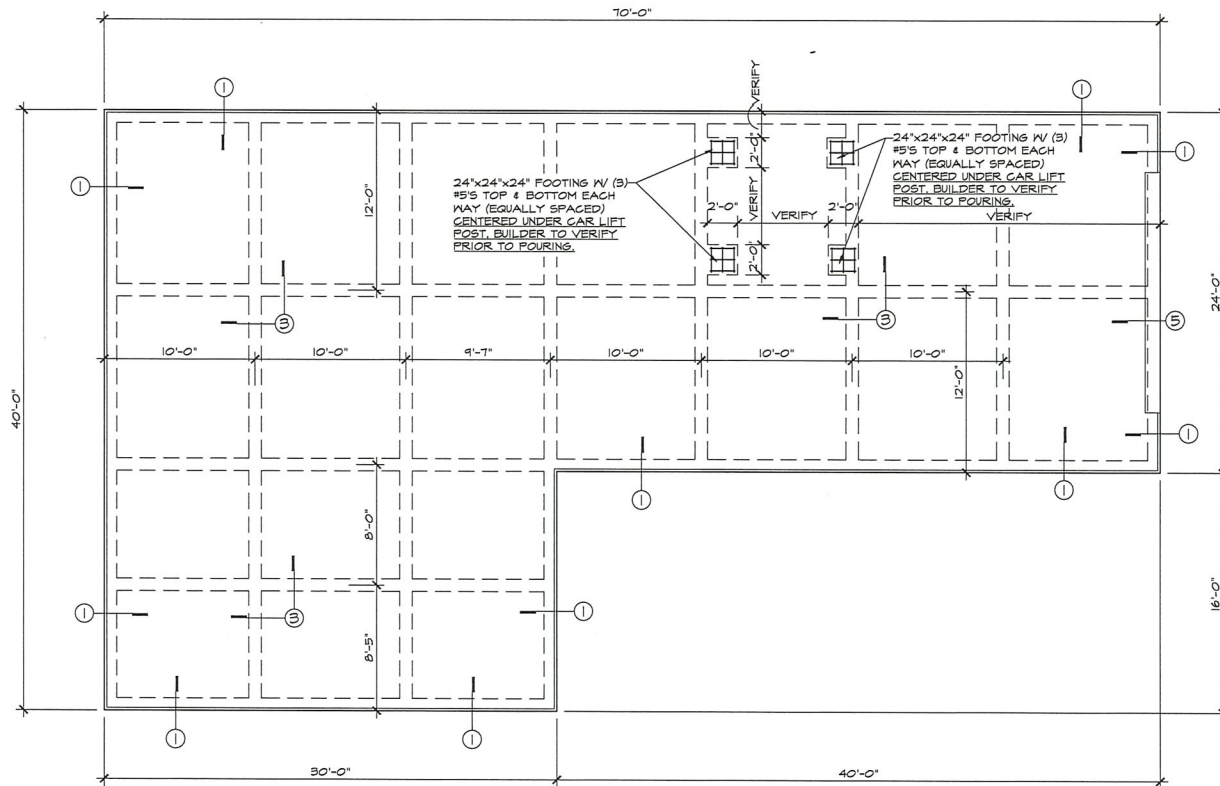 70'-0"
VERIFY
24"x24"x24" FOOTING W/ (3)
#5'S TOP & BOTTOM EACH
WAY (EQUALLY SPACED)
CENTERED UNDER CAR LIFT
POST, BUILDER TO VERIFY
PRIOR TO POURING.
2'-0"
VERIFY
2'-0"
24"x24"x24" FOOTING W/ (3)
#5'S TOP & BOTTOM EACH
WAY (EQUALLY SPACED)
CENTERED UNDER CAR LIFT
POST, BUILDER TO VERIFY
PRIOR TO POURING.
2'-0"
VERIFY
2'-0"
VERIFY
1
1
1
1
12'-0"
3
3
5
24'-0"
10'-0"
10'-0"
9'-7"
10'-0"
10'-0"
10'-0"
12'-0"
40'-0"
1
1
1
8'-0"
8'-5"
1
3
1
1
1
16'-0"
30'-0"
40'-0"